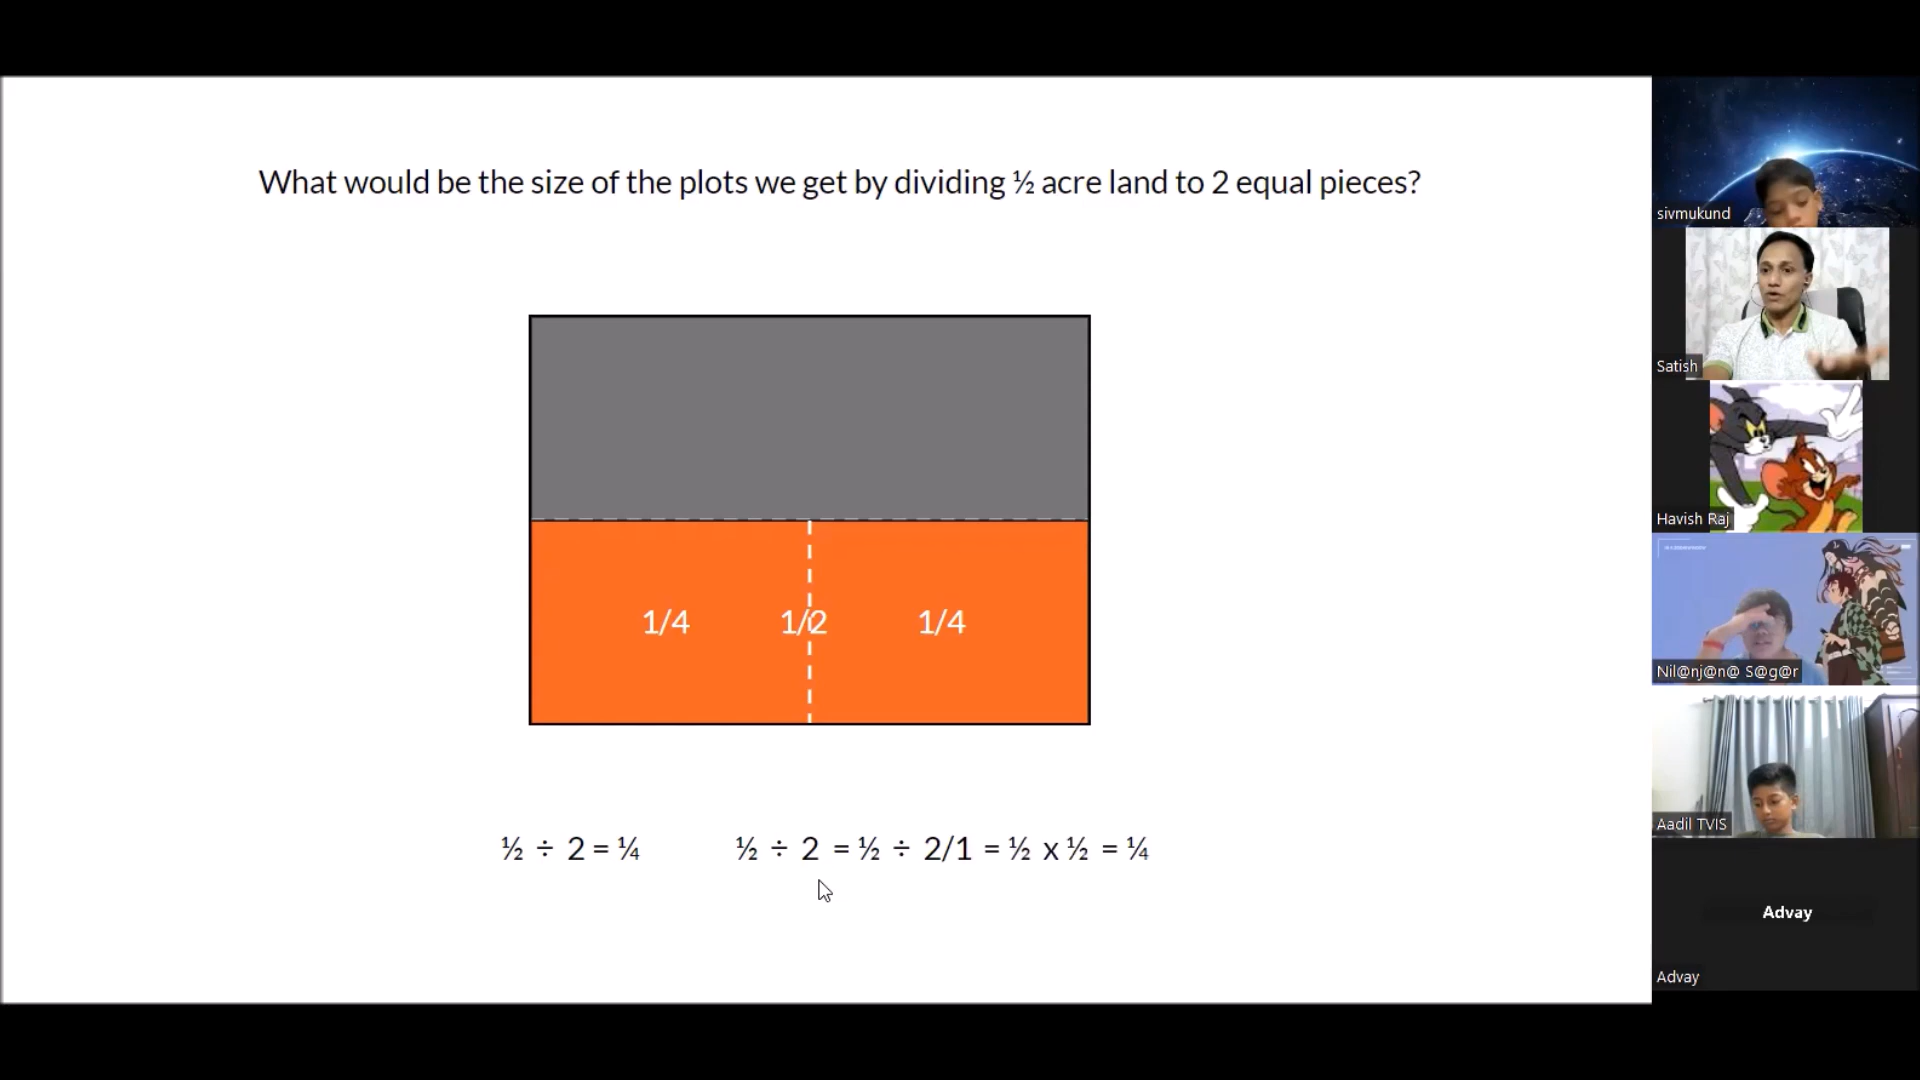 What would be the size of the plots we get by dividing ½ acre land to 2 equal pieces?
1/4 1/2 1/4
½ ÷ 2 = ¼ ½ ÷ 2 = ½ ÷ 2/1 = ½ x ½ = ¼
sivmukund
Satish
Havish Raj
Nil@nj@n@ S@g@r
Aadil TVIS
Advay
Advay